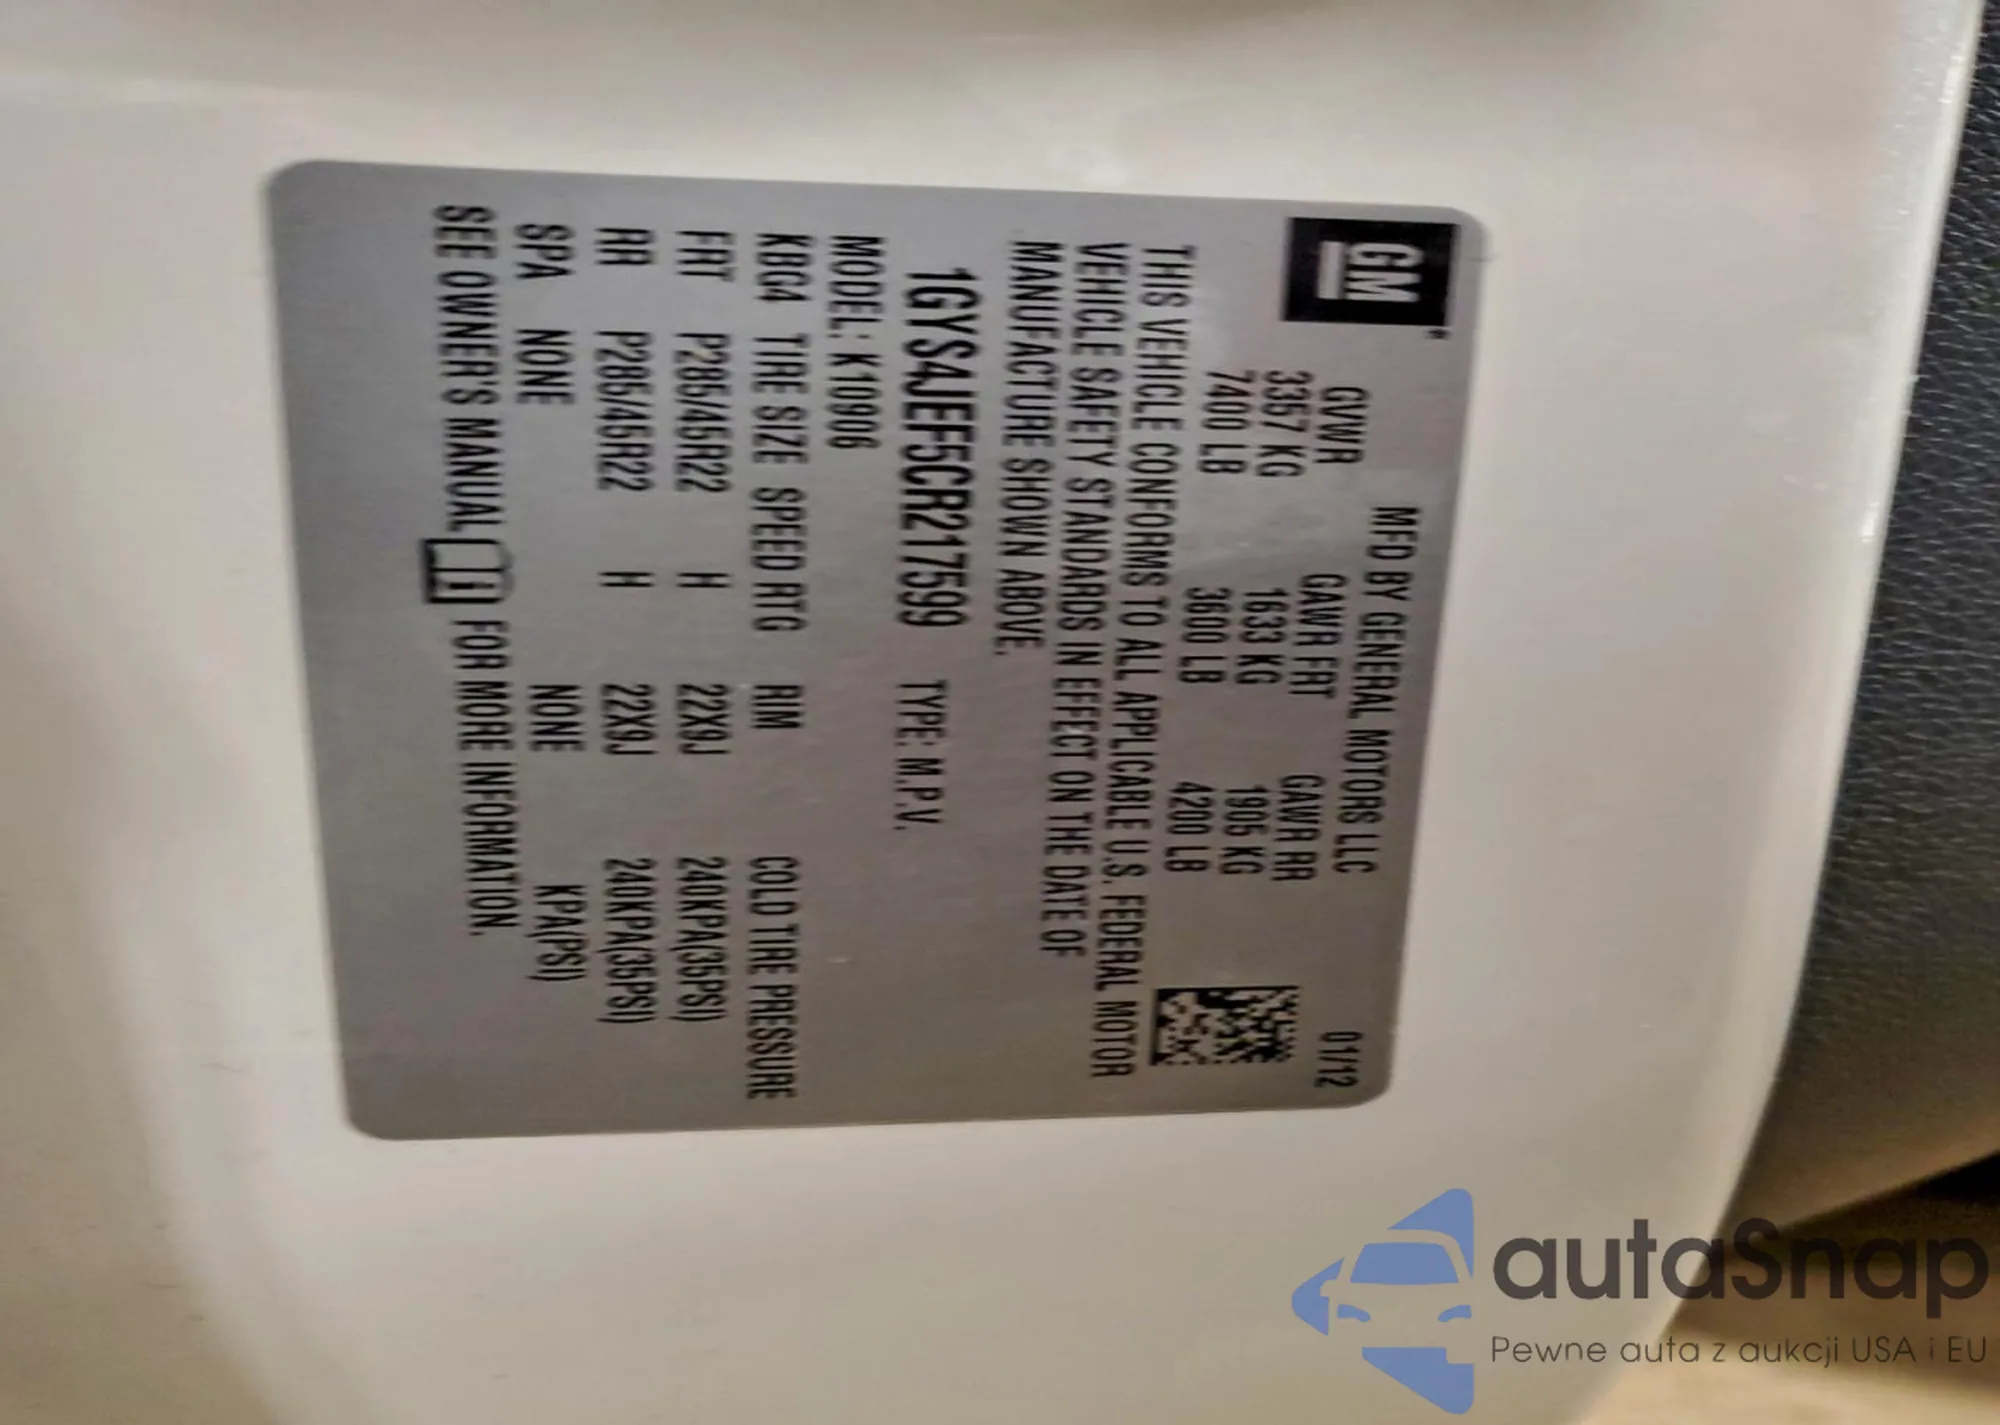 GM
MFD BY GENERAL MOTORS LLC 01/12
GVWR GAWR FRT GAWR RR
3357 KG 1633 KG 1905 KG
7400 LB 3600 LB 4200 LB
THIS VEHICLE CONFORMS TO ALL APPLICABLE U.S. FEDERAL MOTOR
VEHICLE SAFETY STANDARDS IN EFFECT ON THE DATE OF
MANUFACTURE SHOWN ABOVE.
1GYS4JEF5CR217599 TYPE: M.P.V.
MODEL: K10906
KBG4 TIRE SIZE SPEED RTG RIM COLD TIRE PRESSURE
FRT P285/45R22 H 22X9J 240KPA(35PSI)
RR P285/45R22 H 22X9J 240KPA(35PSI)
SPA NONE NONE KPA(PSI)
SEE OWNER'S MANUAL FOR MORE INFORMATION.
autaSnap
Pewne auta z aukcji USA i EU